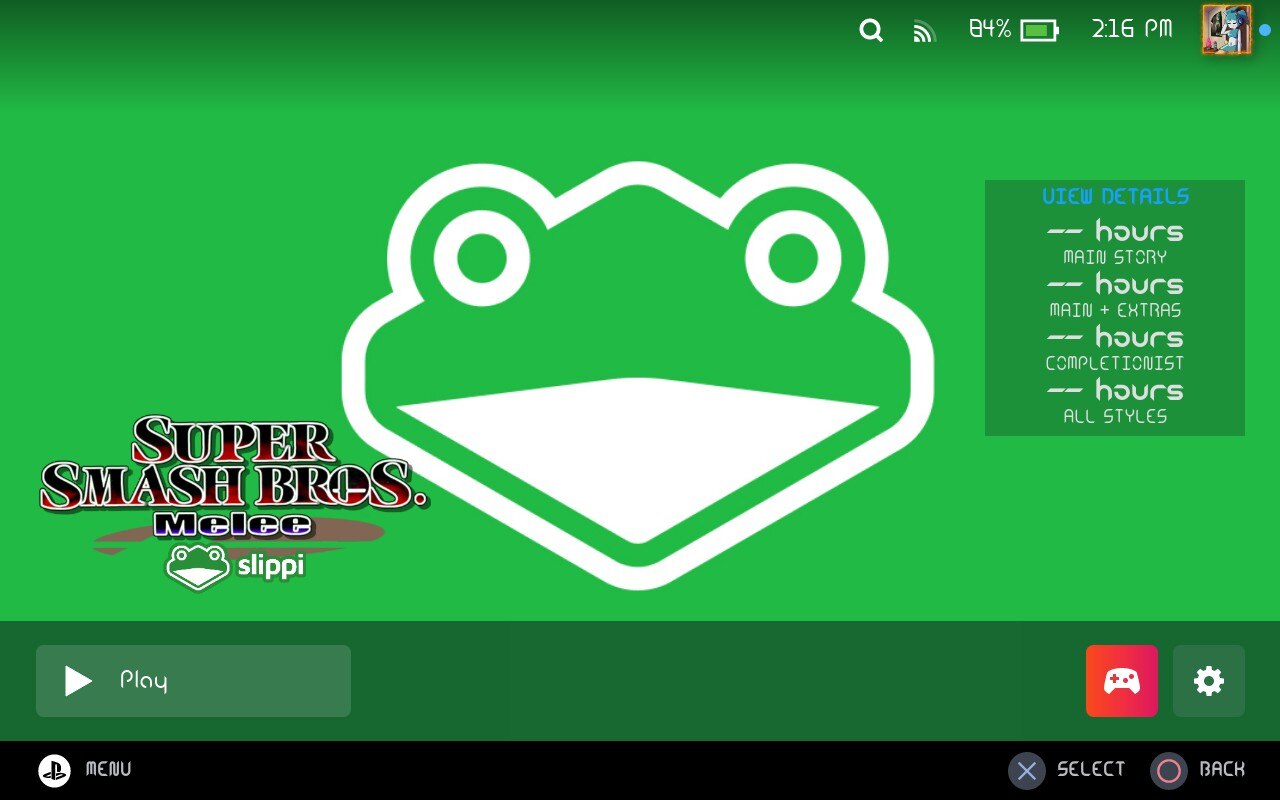 84%
2:16 PM
VIEW DETAILS
-- hours
MAIN STORY
-- hours
MAIN + EXTRAS
-- hours
COMPLETIONIST
-- hours
ALL STYLES
SUPER
SMASH BROS.
Melee
slippi
Play
MENU
SELECT
BACK